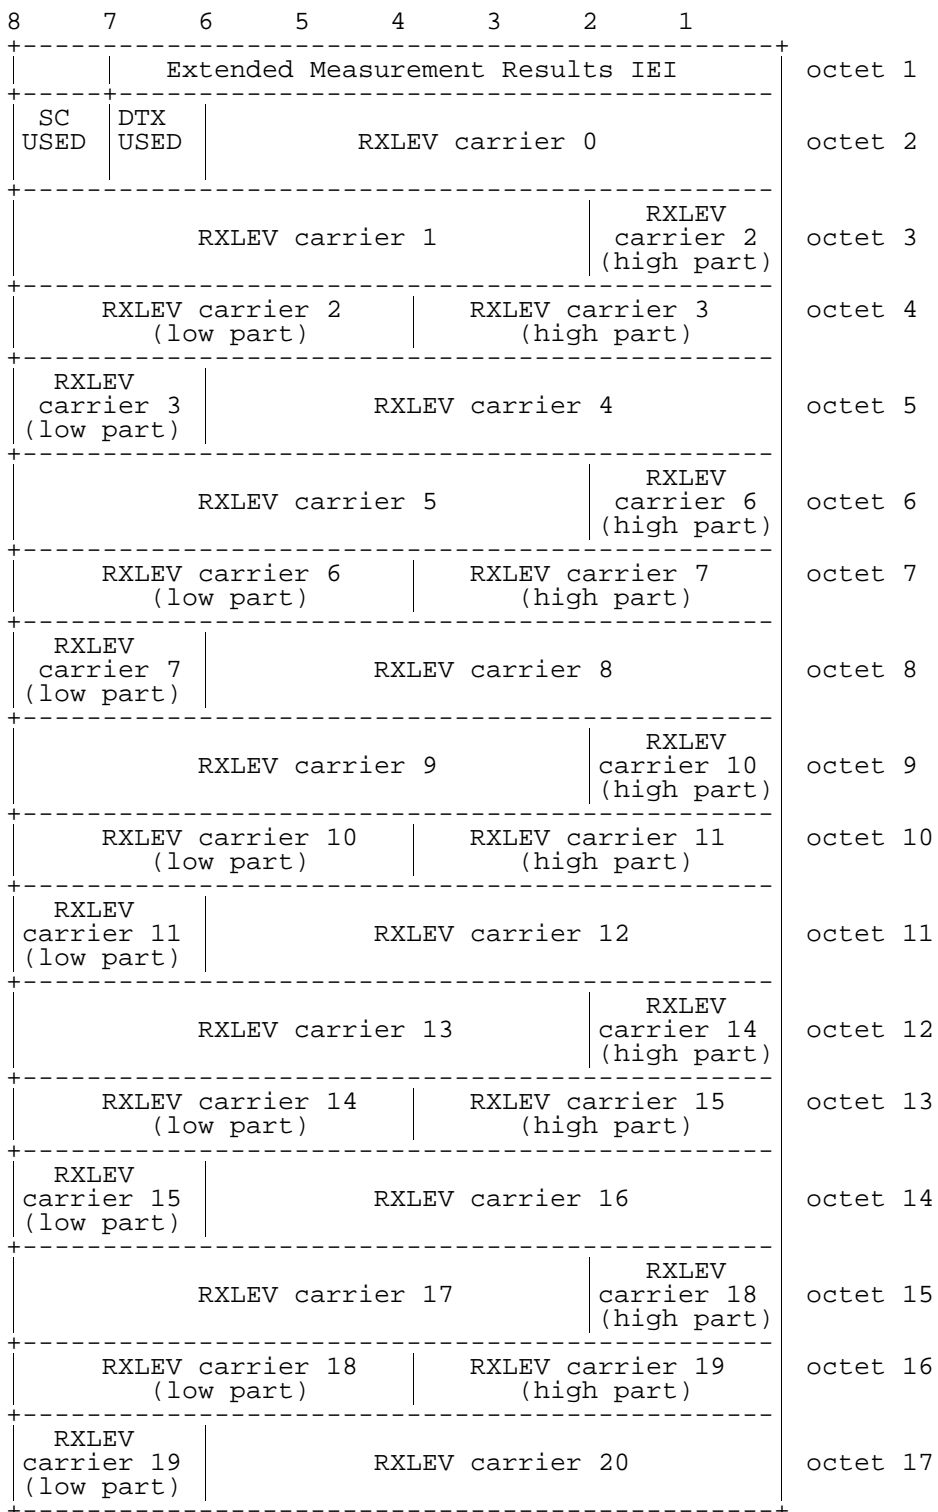 8 7 6 5 4 3 2 1
Extended Measurement Results IEI octet 1
SC DTX
USED USED RXLEV carrier 0 octet 2
RXLEV
RXLEV carrier 1 carrier 2 octet 3
(high part)
RXLEV carrier 2 RXLEV carrier 3 octet 4
(low part) (high part)
RXLEV
carrier 3 RXLEV carrier 4 octet 5
(low part)
RXLEV
RXLEV carrier 5 carrier 6 octet 6
(high part)
RXLEV carrier 6 RXLEV carrier 7 octet 7
(low part) (high part)
RXLEV
carrier 7 RXLEV carrier 8 octet 8
(low part)
RXLEV
RXLEV carrier 9 carrier 10 octet 9
(high part)
RXLEV carrier 10 RXLEV carrier 11 octet 10
(low part) (high part)
RXLEV
carrier 11 RXLEV carrier 12 octet 11
(low part)
RXLEV
RXLEV carrier 13 carrier 14 octet 12
(high part)
RXLEV carrier 14 RXLEV carrier 15 octet 13
(low part) (high part)
RXLEV
carrier 15 RXLEV carrier 16 octet 14
(low part)
RXLEV
RXLEV carrier 17 carrier 18 octet 15
(high part)
RXLEV carrier 18 RXLEV carrier 19 octet 16
(low part) (high part)
RXLEV
carrier 19 RXLEV carrier 20 octet 17
(low part)